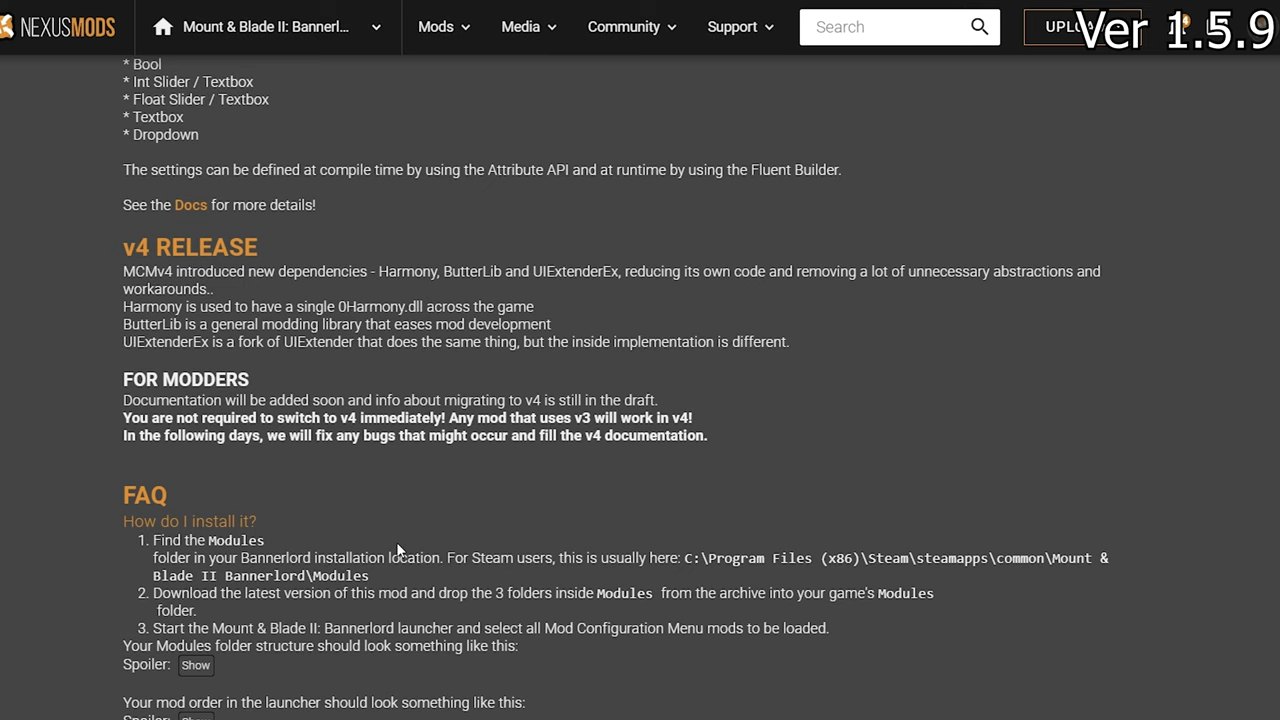 NEXUSMODS
Mount & Blade II: Bannerl...
Mods
Media
Community
Support
Search
Ver 1.5.9
* Bool
* Int Slider / Textbox
* Float Slider / Textbox
* Textbox
* Dropdown
The settings can be defined at compile time by using the Attribute API and at runtime by using the Fluent Builder.
See the Docs for more details!
v4 RELEASE
MCMv4 introduced new dependencies - Harmony, ButterLib and UIExtenderEx, reducing its own code and removing a lot of unnecessary abstractions and
workarounds..
Harmony is used to have a single 0Harmony.dll across the game
ButterLib is a general modding library that eases mod development
UIExtenderEx is a fork of UIExtender that does the same thing, but the inside implementation is different.
FOR MODDERS
Documentation will be added soon and info about migrating to v4 is still in the draft.
You are not required to switch to v4 immediately! Any mod that uses v3 will work in v4!
In the following days, we will fix any bugs that might occur and fill the v4 documentation.
FAQ
How do I install it?
1. Find the Modules
folder in your Bannerlord installation location. For Steam users, this is usually here: C:\Program Files (x86)\Steam\steamapps\common\Mount &
Blade II Bannerlord\Modules
2. Download the latest version of this mod and drop the 3 folders inside Modules from the archive into your game's Modules
folder.
3. Start the Mount & Blade II: Bannerlord launcher and select all Mod Configuration Menu mods to be loaded.
Your Modules folder structure should look something like this:
Spoiler: Show
Your mod order in the launcher should look something like this:
Spoiler: Show